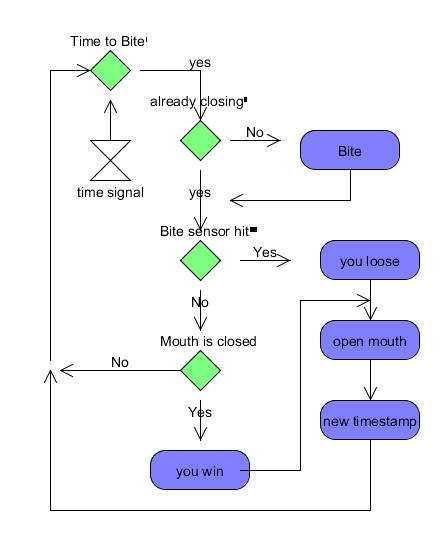 Time to Bite
yes
already closing
No
Bite
time signal
yes
Bite sensor hit
Yes
you loose
No
open mouth
Mouth is closed
No
Yes
new timestamp
you win